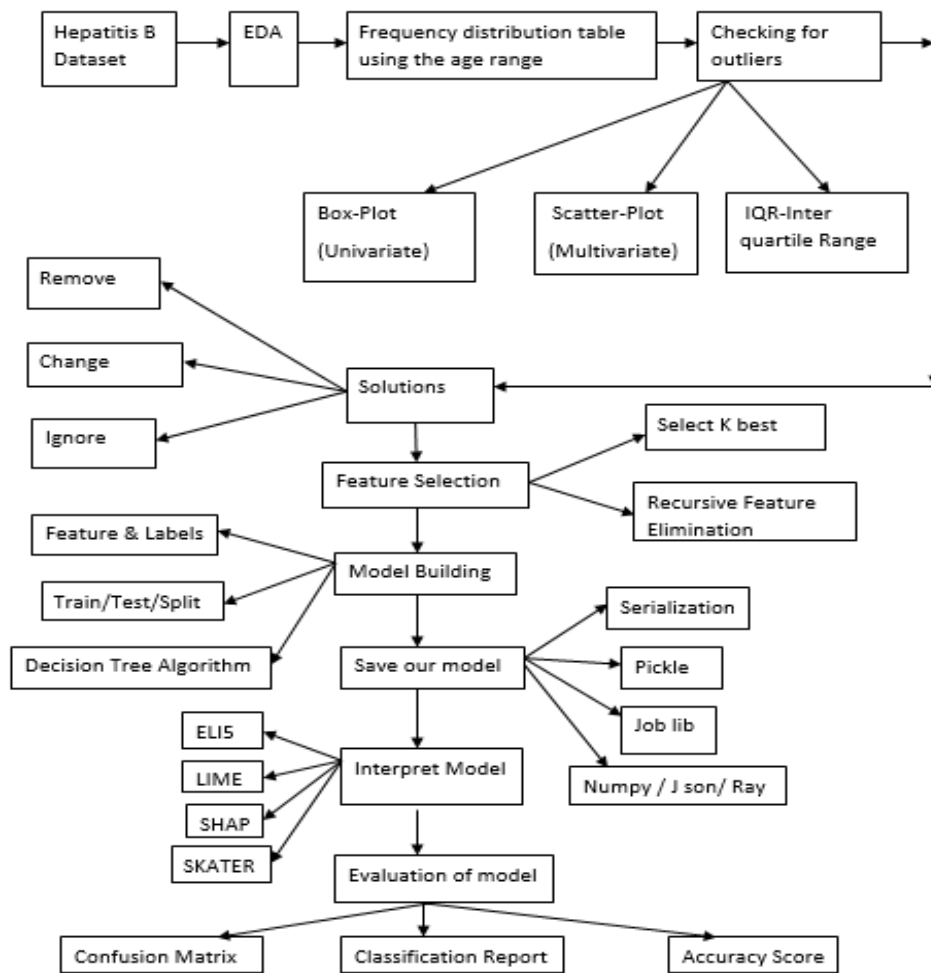 Hepatitis B
Dataset
EDA
Frequency distribution table
using the age range
Checking for
outliers
Box-Plot
(Univariate)
Scatter-Plot
(Multivariate)
IQR-Inter
quartile Range
Remove
Change
Ignore
Solutions
Select K best
Feature Selection
Recursive Feature
Elimination
Feature & Labels
Train/Test/Split
Decision Tree Algorithm
Model Building
Save our model
Serialization
Pickle
Job lib
Numpy / J son/ Ray
ELI5
LIME
SHAP
SKATER
Interpret Model
Evaluation of model
Confusion Matrix
Classification Report
Accuracy Score